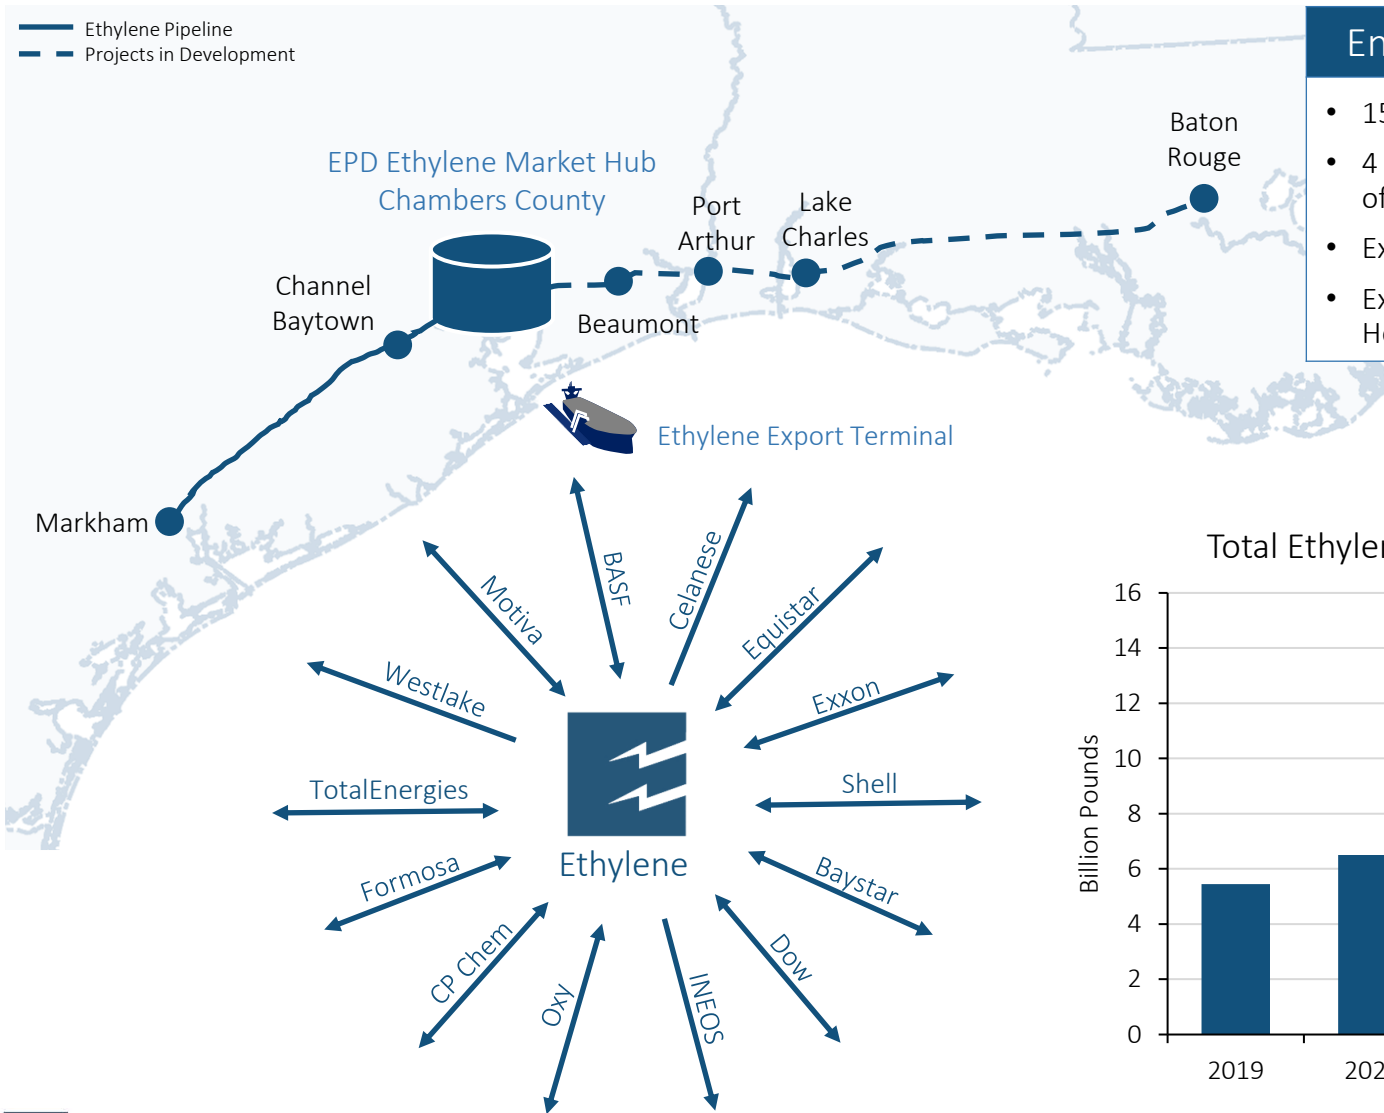 Ethylene Pipeline
Projects in Development
EPD Ethylene Market Hub
Chambers County
Channel
Baytown
Markham
Beaumont
Port
Arthur
Lake
Charles
Baton
Rouge
Ethylene Export Terminal
4
BASF
Celanese
Motiva
Equistar
Westlake
Exxon
TotalEnergies
Shell
Formosa
Ethylene
Baystar
CP Chem
Oxy
INEOS
Dow
16
14
12
10
8
6
4
2
0
Billion Pounds
2019